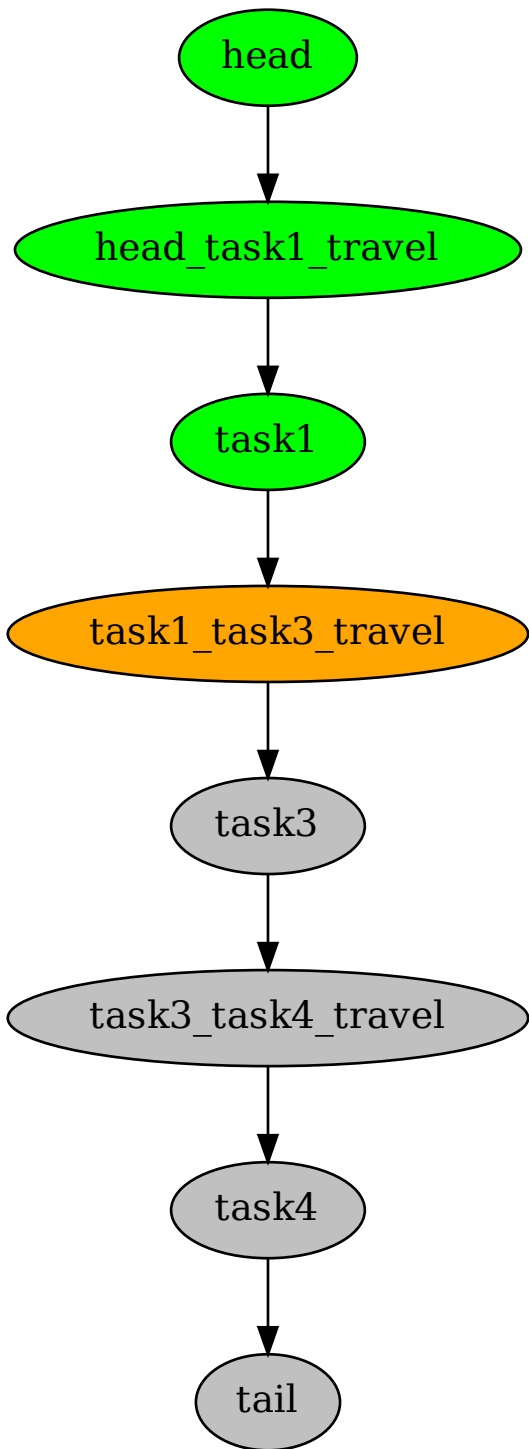 head
head_task1_travel
task1
task1_task3_travel
task3
task3_task4_travel
task4
tail